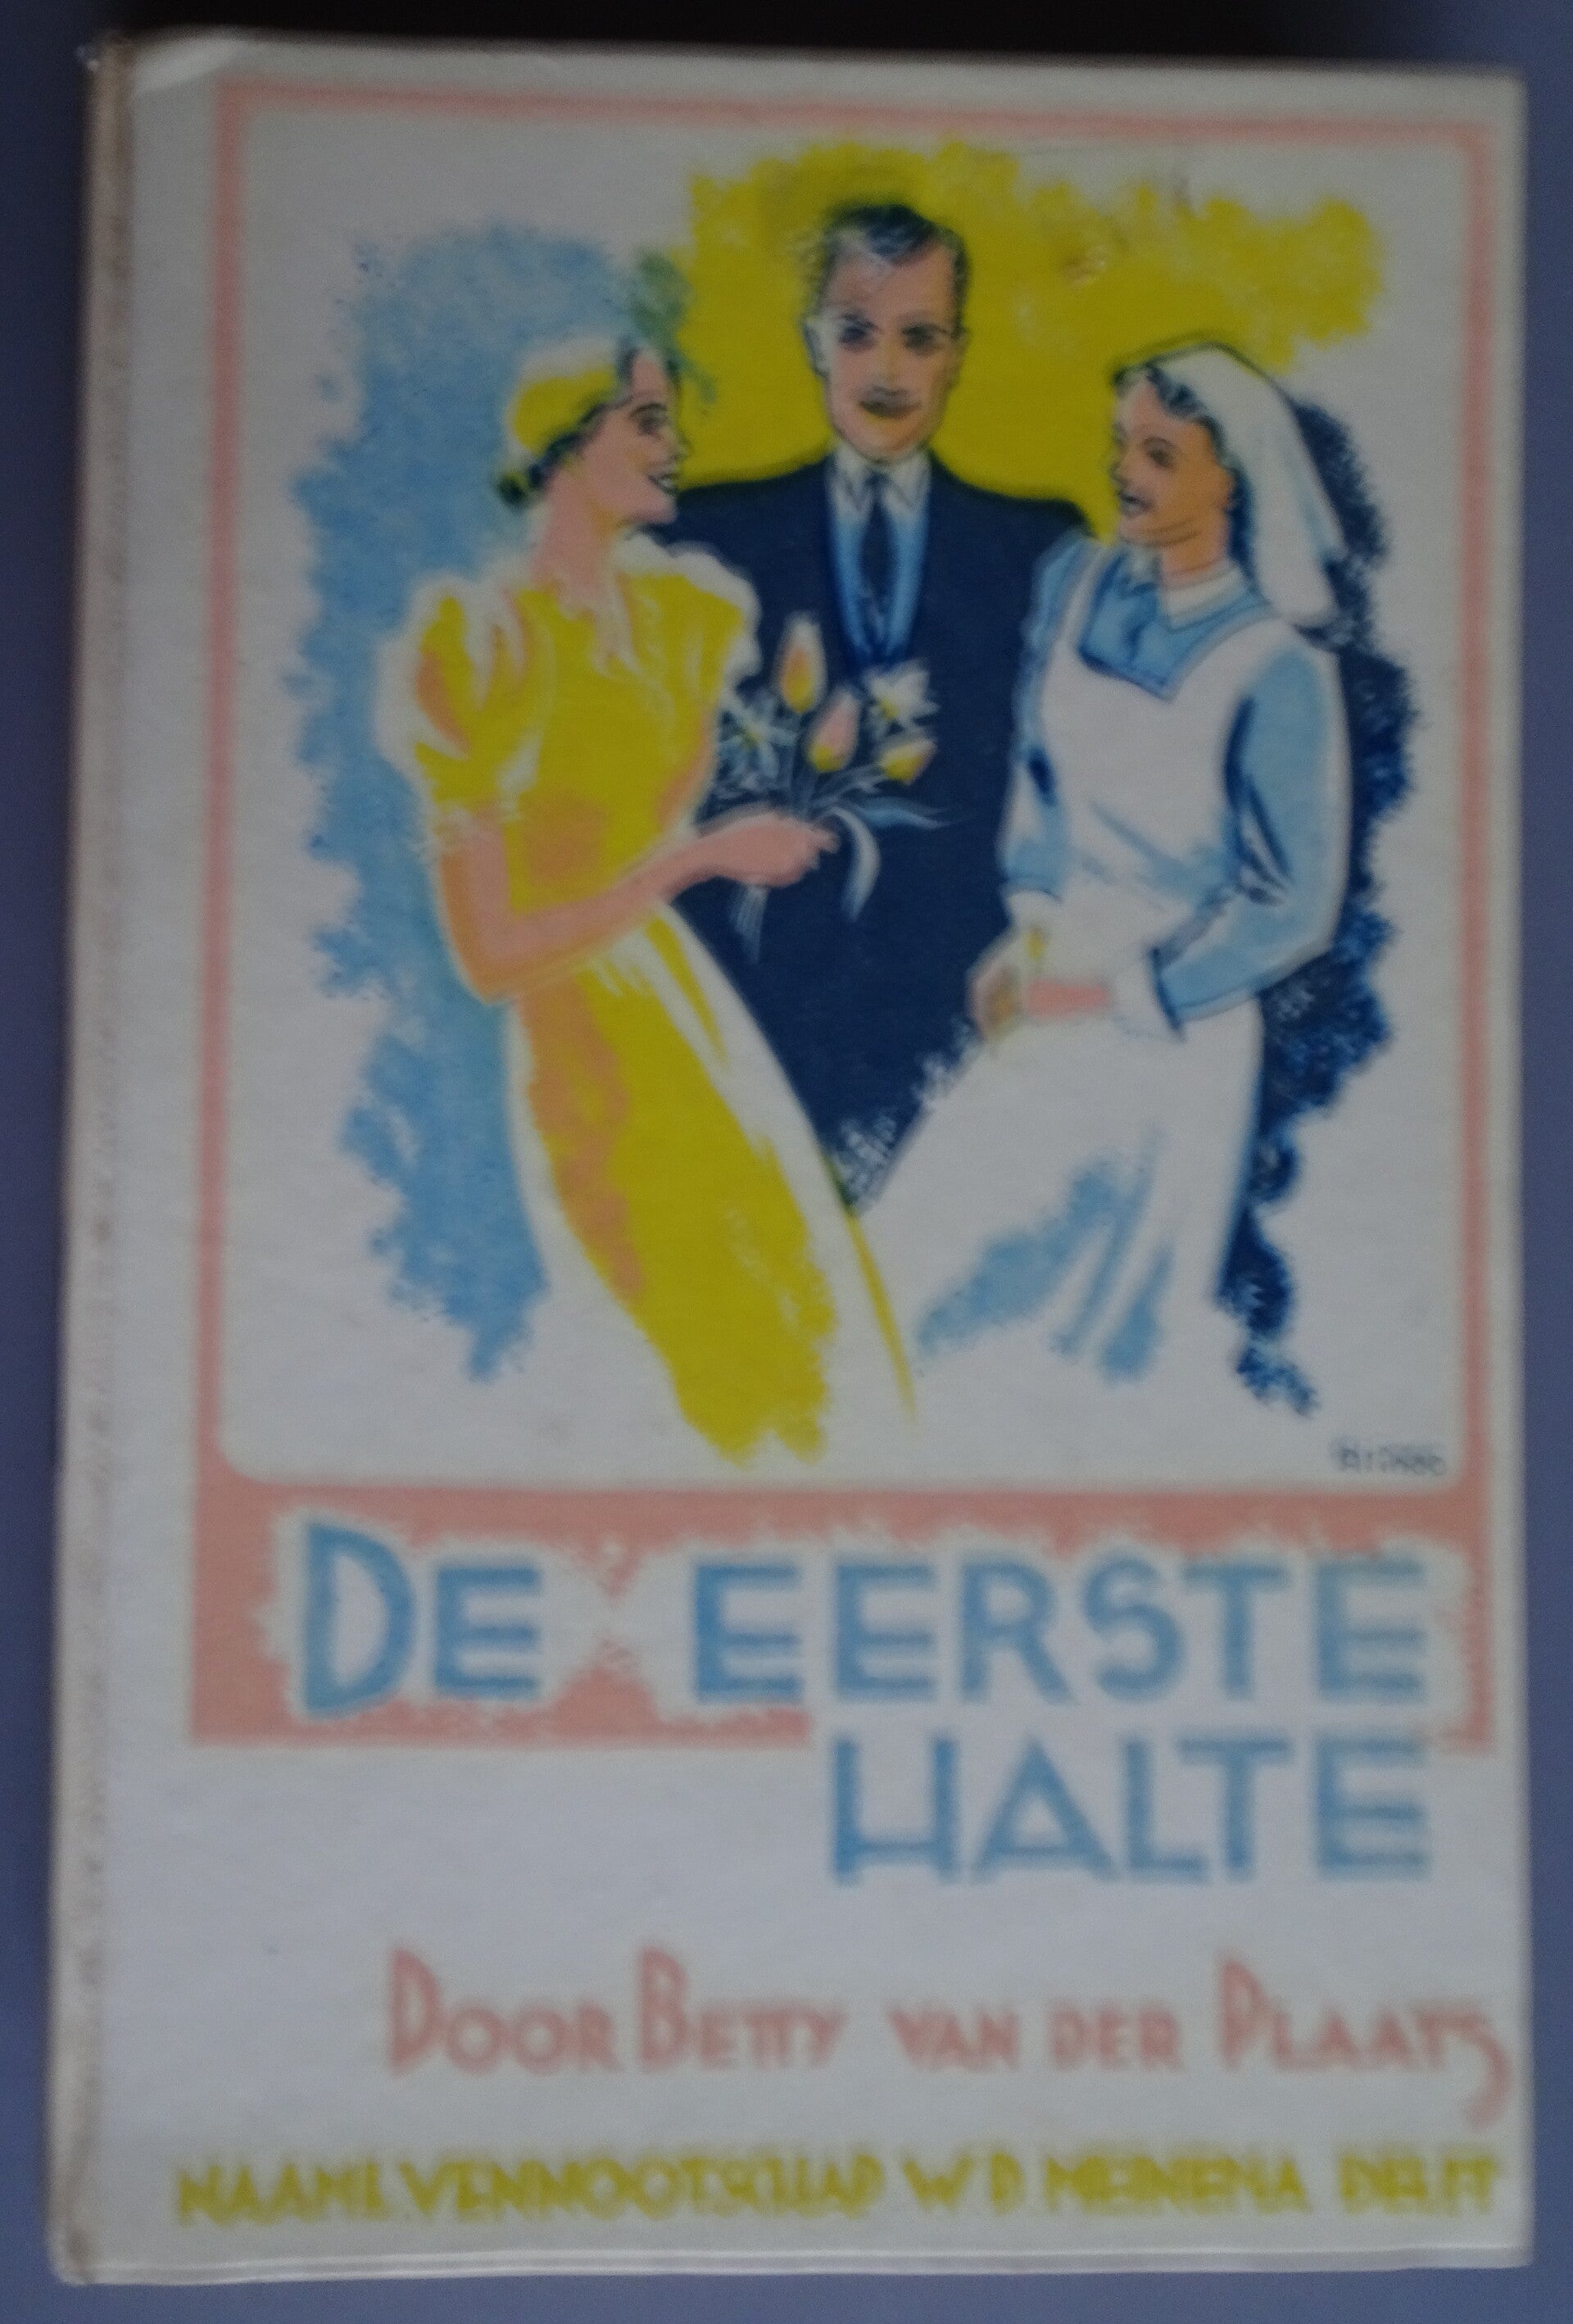 DE EERSTE
HALTE
DOOR BETTY VAN DER PLAATS
NAAML. VENNOOTSCHAP W.D. MEINEMA DELFT